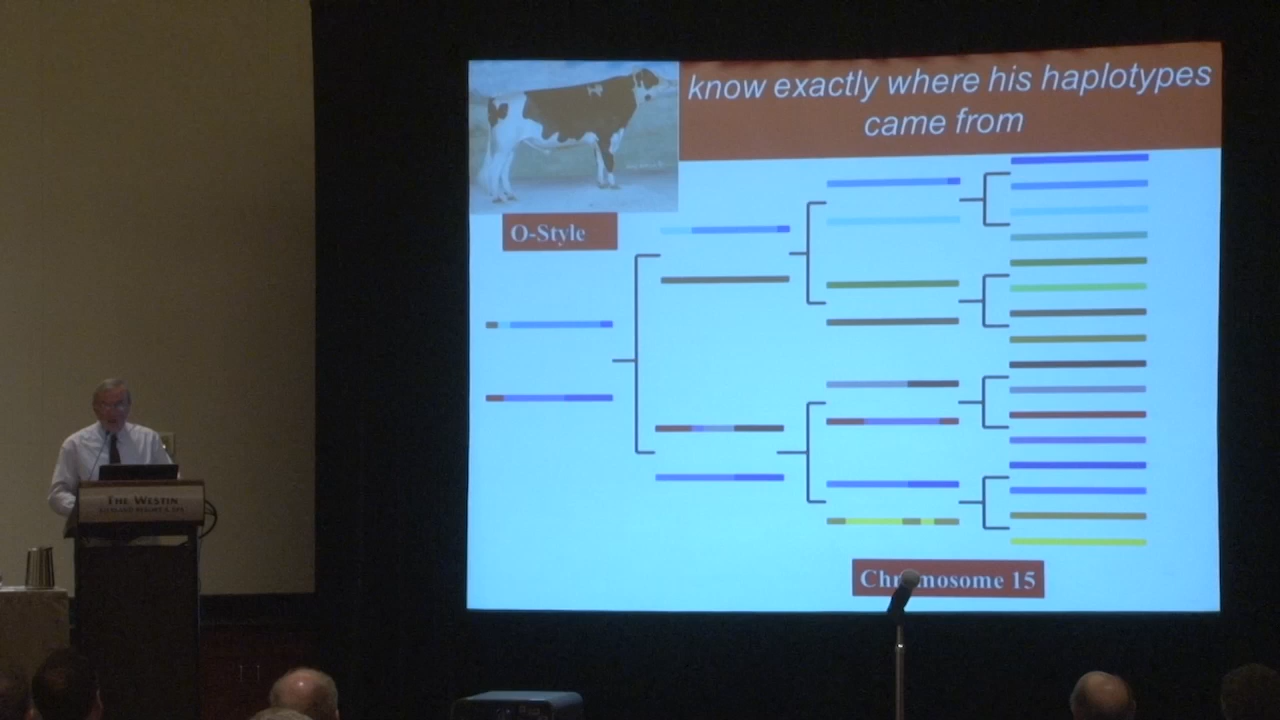 know exactly where his haplotypes
came from
O-Style
Chromosome 15
THE WESTIN